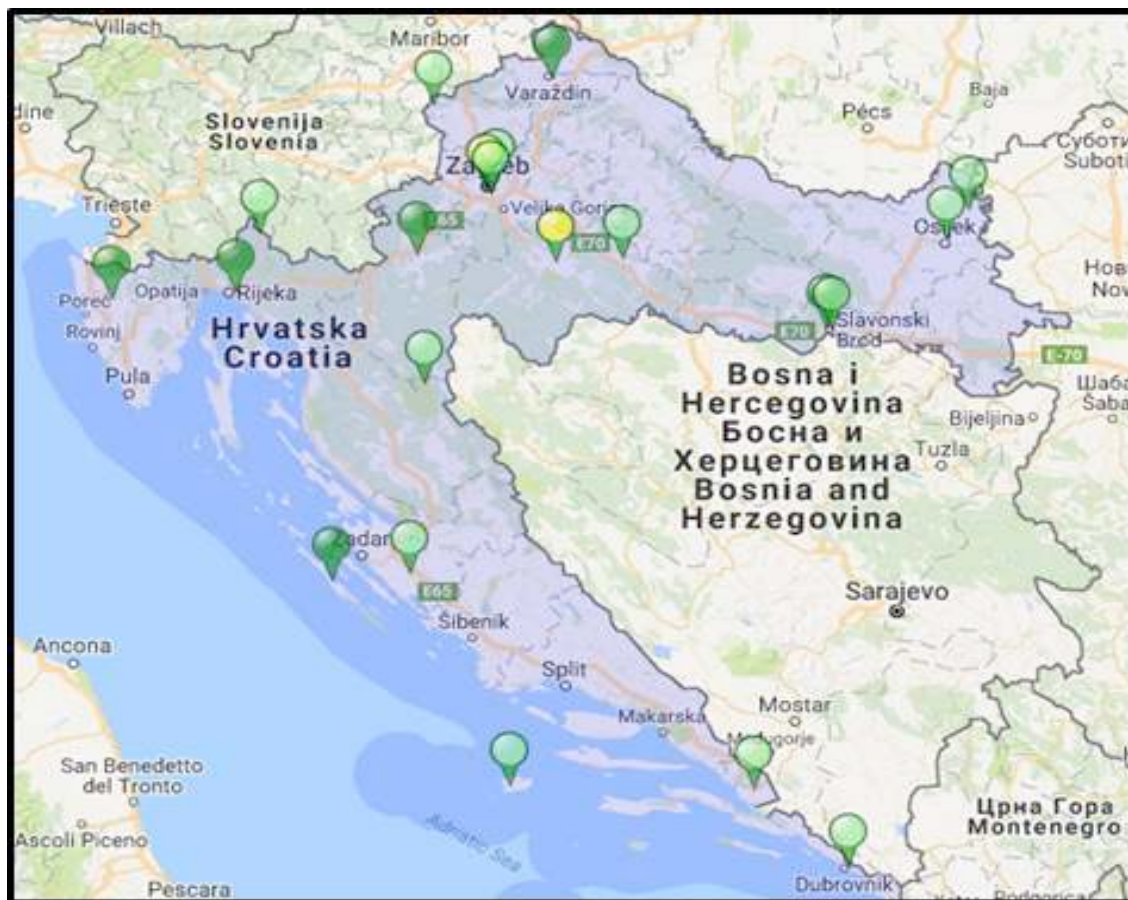 Villach
Maribor
Varaždin
Pécs
Baja
dine
Slovenija
Slovenia
Суботи
Suboti
Trieste
Zagreb
Velika Gorica
E65
E70
Osijek
Нов
Nov
Poreč
Opatija
Rijeka
Rovinj
Hrvatska
Croatia
Pula
E70
Slavonski
Brod
E-70
Шаба
Šaba
Bosna i
Hercegovina
Босна и
Херцеговина
Bosnia and
Herzegovina
Bijeljina
Tuzla
Zadar
E65
Sarajevo
Šibenik
Ancona
Split
Mostar
Makarska
Međugorje
San Benedetto
del Tronto
Ascoli Piceno
Adriatic Sea
Црна Гора
Montenegro
Pescara
Dubrovnik